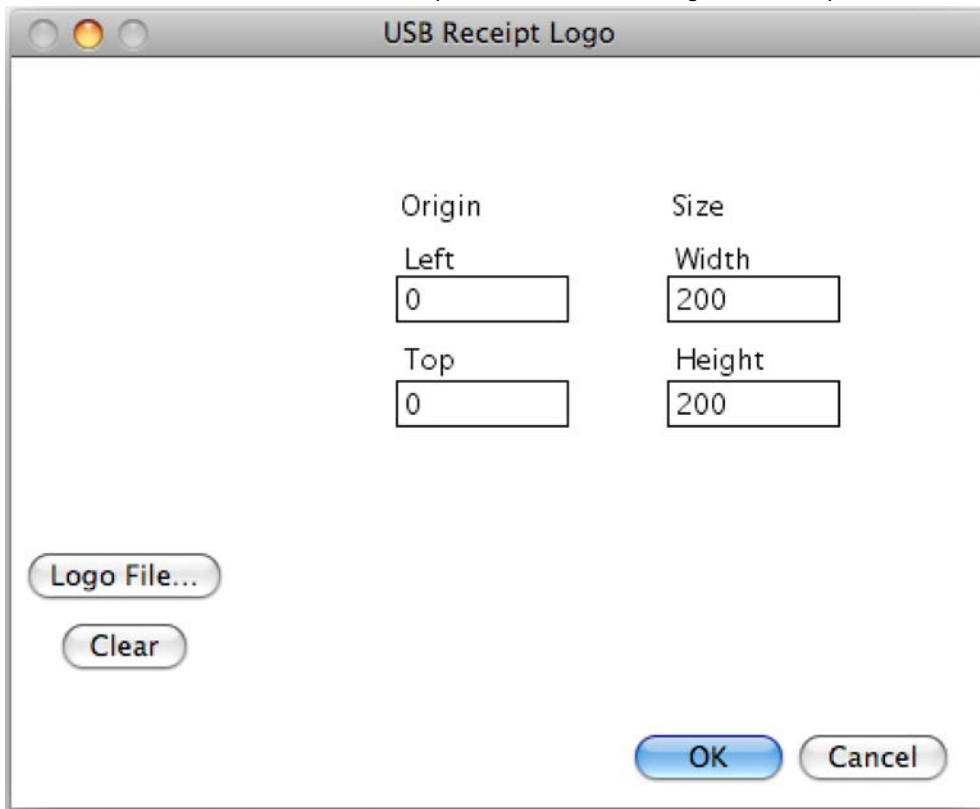 USB Receipt Logo
Origin Size
Left Width
0 200
Top Height
0 200
Logo File...
Clear
OK Cancel